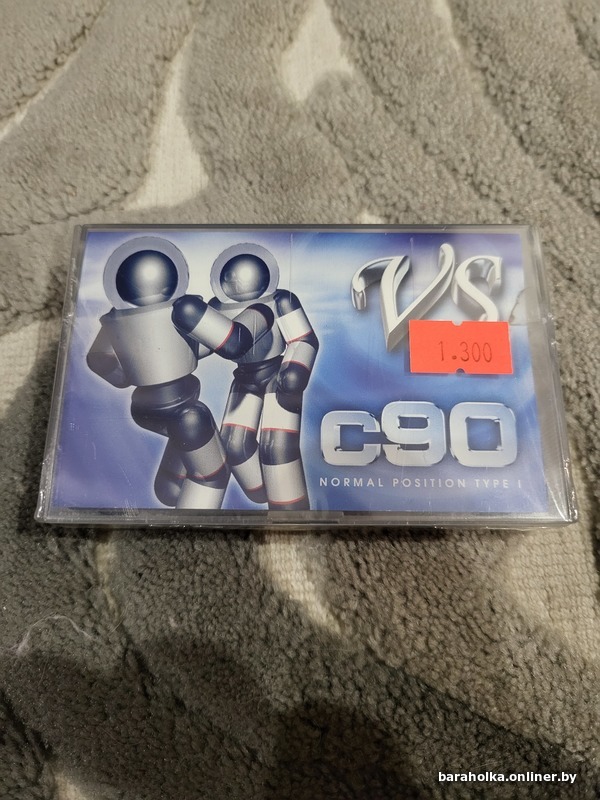 VS
1.300
C90
NORMAL POSITION TYPE I
baraholka.onliner.by